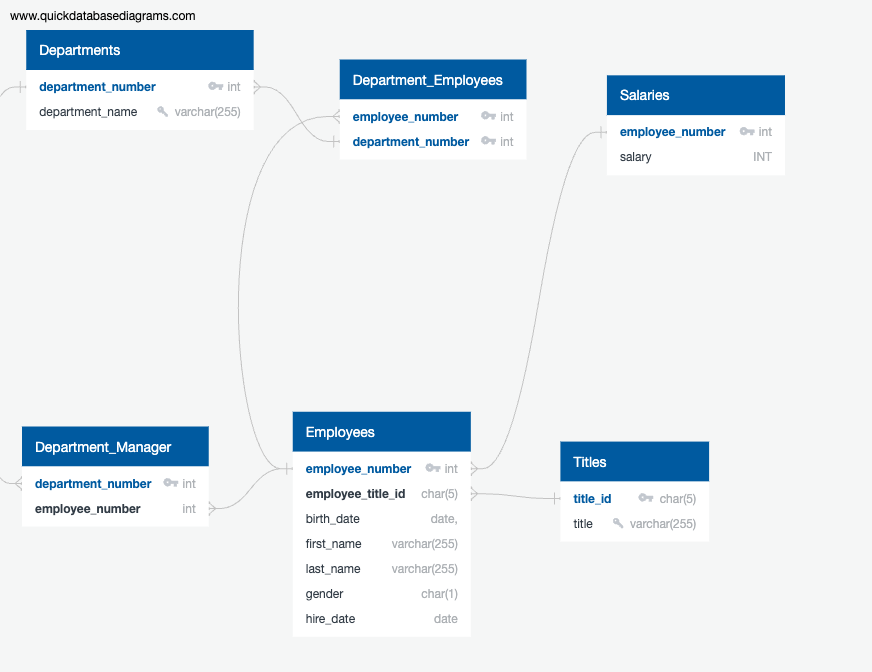 www.quickdatabasediagrams.com
Departments
department_number int
department_name varchar(255)
Department_Employees
employee_number int
department_number int
Salaries
employee_number int
salary INT
Department_Manager
department_number int
employee_number int
Employees
employee_number int
employee_title_id char(5)
birth_date date,
first_name varchar(255)
last_name varchar(255)
gender char(1)
hire_date date
Titles
title_id char(5)
title varchar(255)